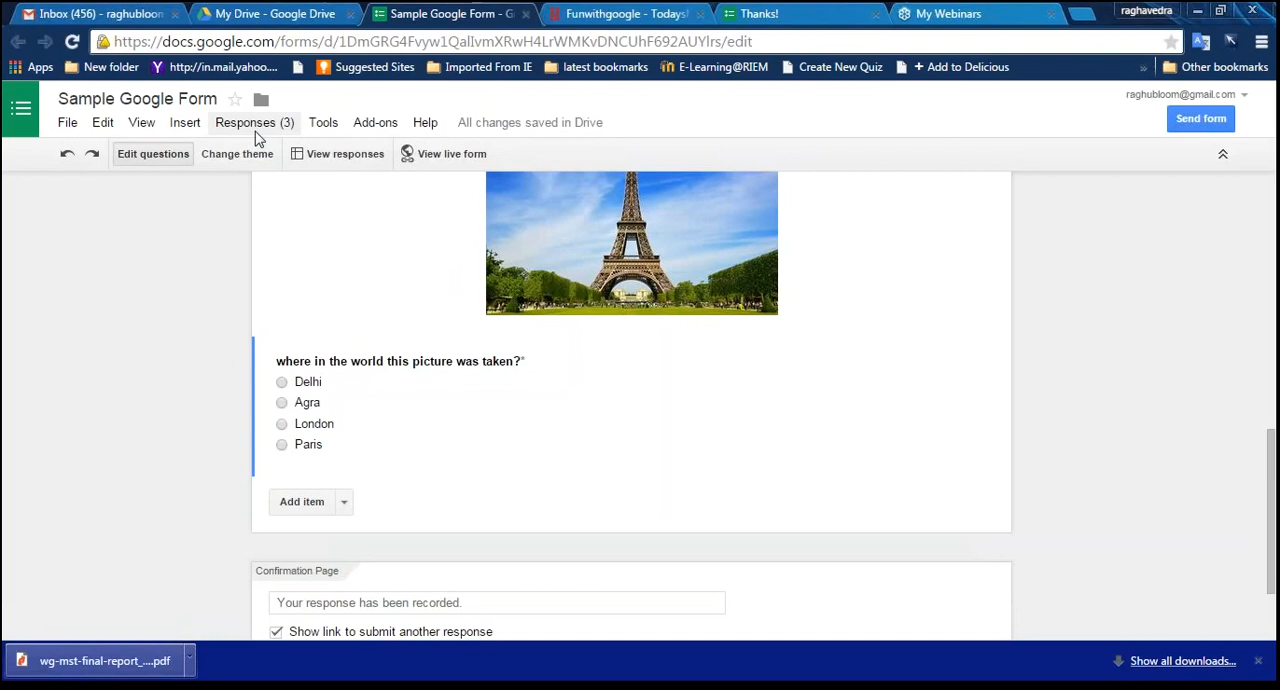 Inbox (456) - raghubloom
My Drive - Google Drive
Sample Google Form - G
Funwithgoogle - Todays!
Thanks!
My Webinars
raghavedra
https://docs.google.com/forms/d/1DmGRG4Fvyw1QalIvmXRwH4LrWMKvDNCUhF692AUYlrs/edit
Apps
New folder
http://in.mail.yahoo....
Suggested Sites
Imported From IE
latest bookmarks
E-Learning@RIEM
Create New Quiz
+ Add to Delicious
»
Other bookmarks
Sample Google Form
raghubloom@gmail.com
File Edit View Insert Responses (3) Tools Add-ons Help All changes saved in Drive
Send form
Edit questions Change theme View responses View live form
where in the world this picture was taken?*
Delhi
Agra
London
Paris
Add item
Confirmation Page
Your response has been recorded.
Show link to submit another response
wg-mst-final-report_....pdf
Show all downloads...